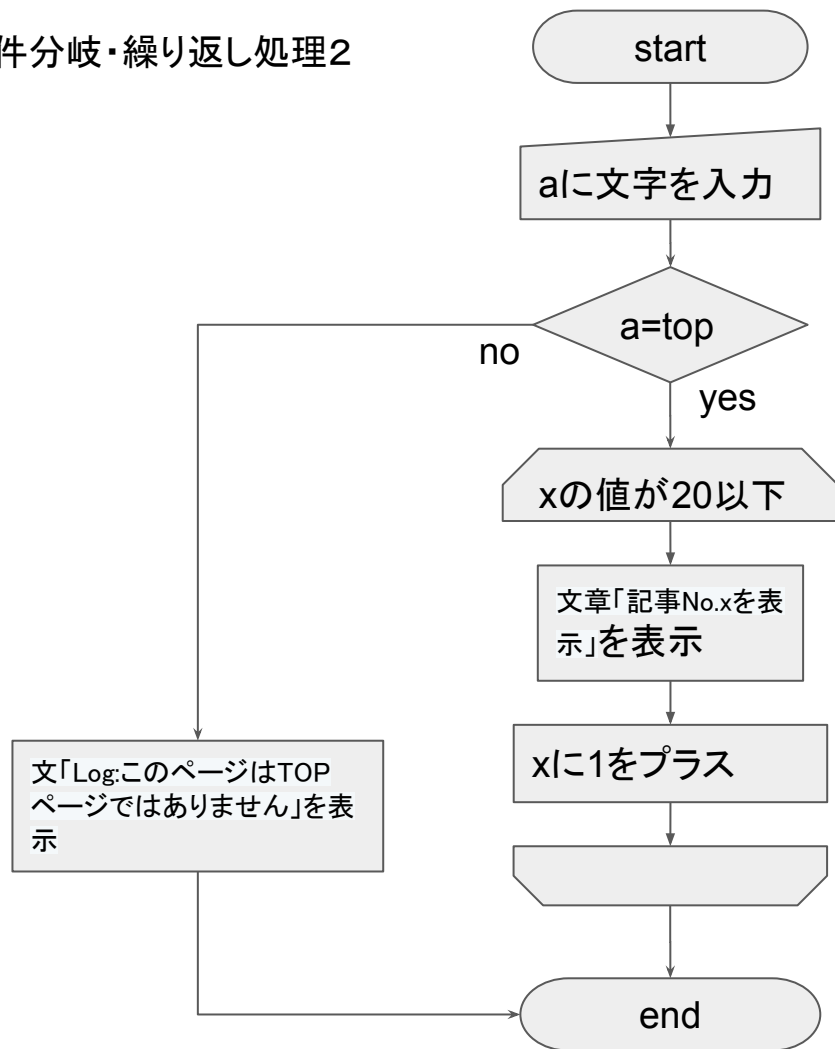 件分岐・繰り返し処理2
start
aに文字を入力
a=top
no
yes
xの値が20以下
文章「記事No.xを表
示」を表示
xに1をプラス
文「Log:このページはTOP
ページではありません」を表
示
end